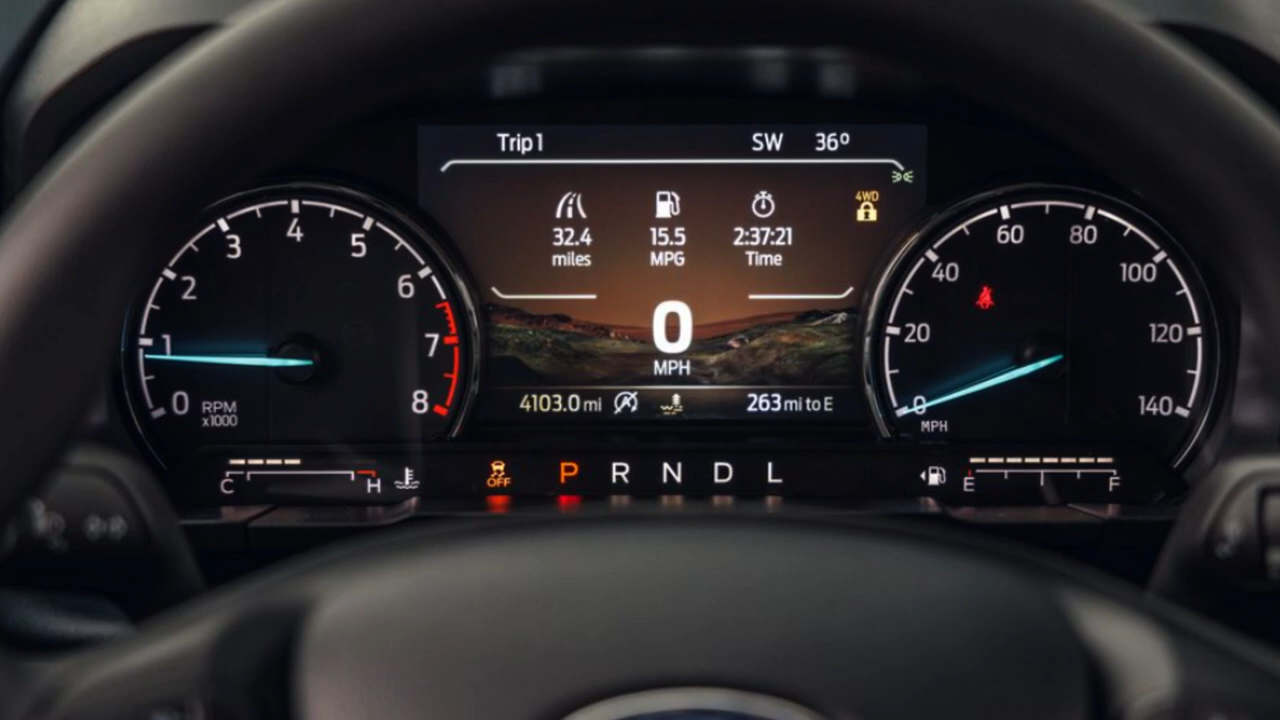 Trip 1 SW 36º
4WD
32.4 15.5 2:37:21
miles MPG Time
0
MPH
4103.0 mi 263 mi to E
0 1 2 3 4 5 6 7 8
RPM
x1000
0 20 40 60 80 100 120 140
MPH
C H
OFF
P R N D L
E F